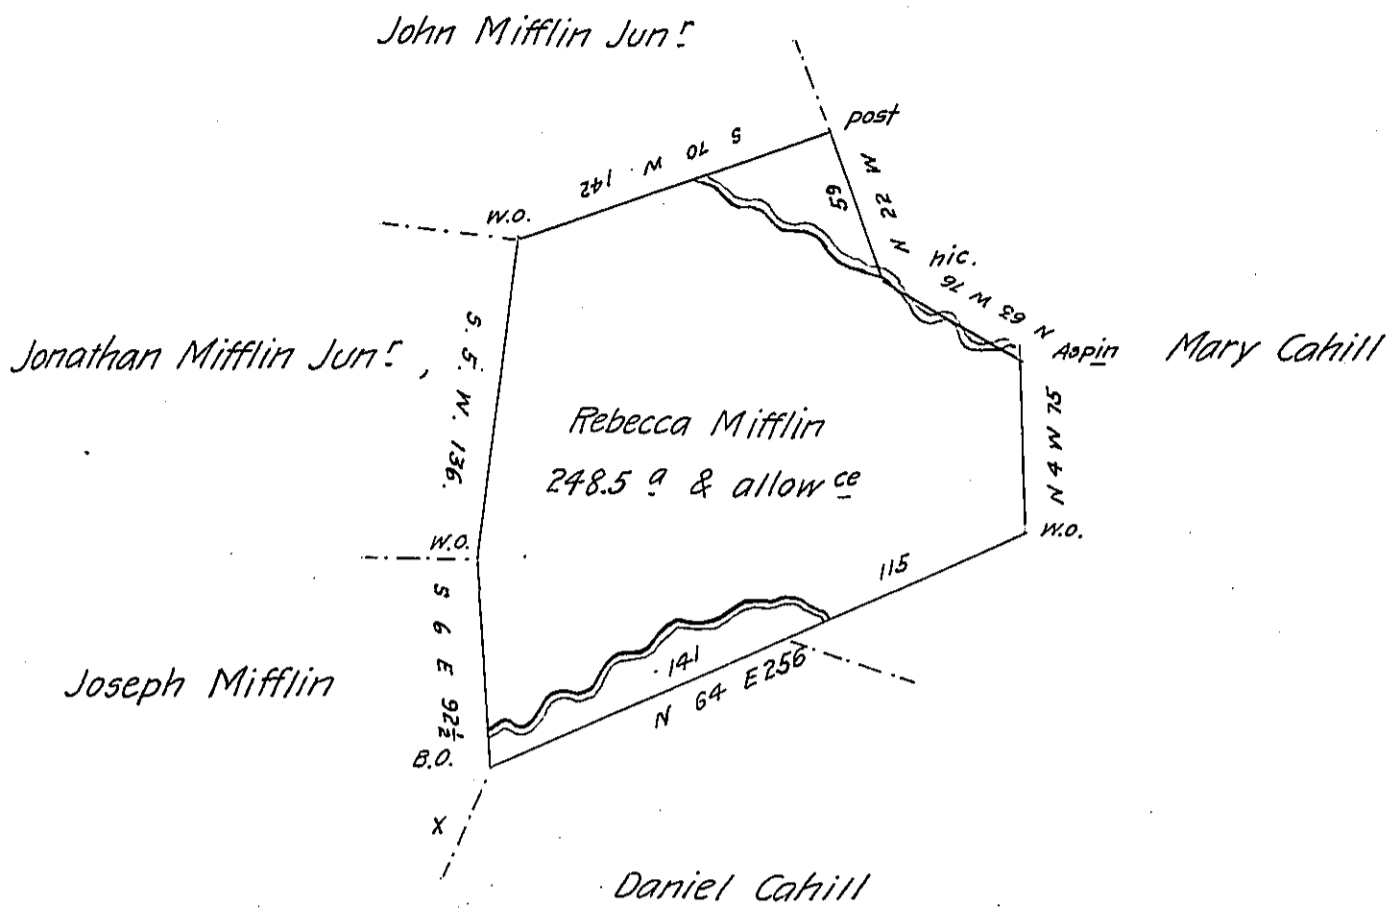 John Mifflin Junr
post
S 70 W. 142
W.O.
N 22 W
59
hic.
N 63 W 76
Aspin
Mary Cahill
Jonathan Mifflin Junr,
S. 5. W. 136.
Rebecca Mifflin
248.5 a & allowce
N 4 W 75
W.O.
W.O.
115
S 6 E 92½
141
N 64 E 256
Joseph Mifflin
B.O.
X
Daniel Cahill